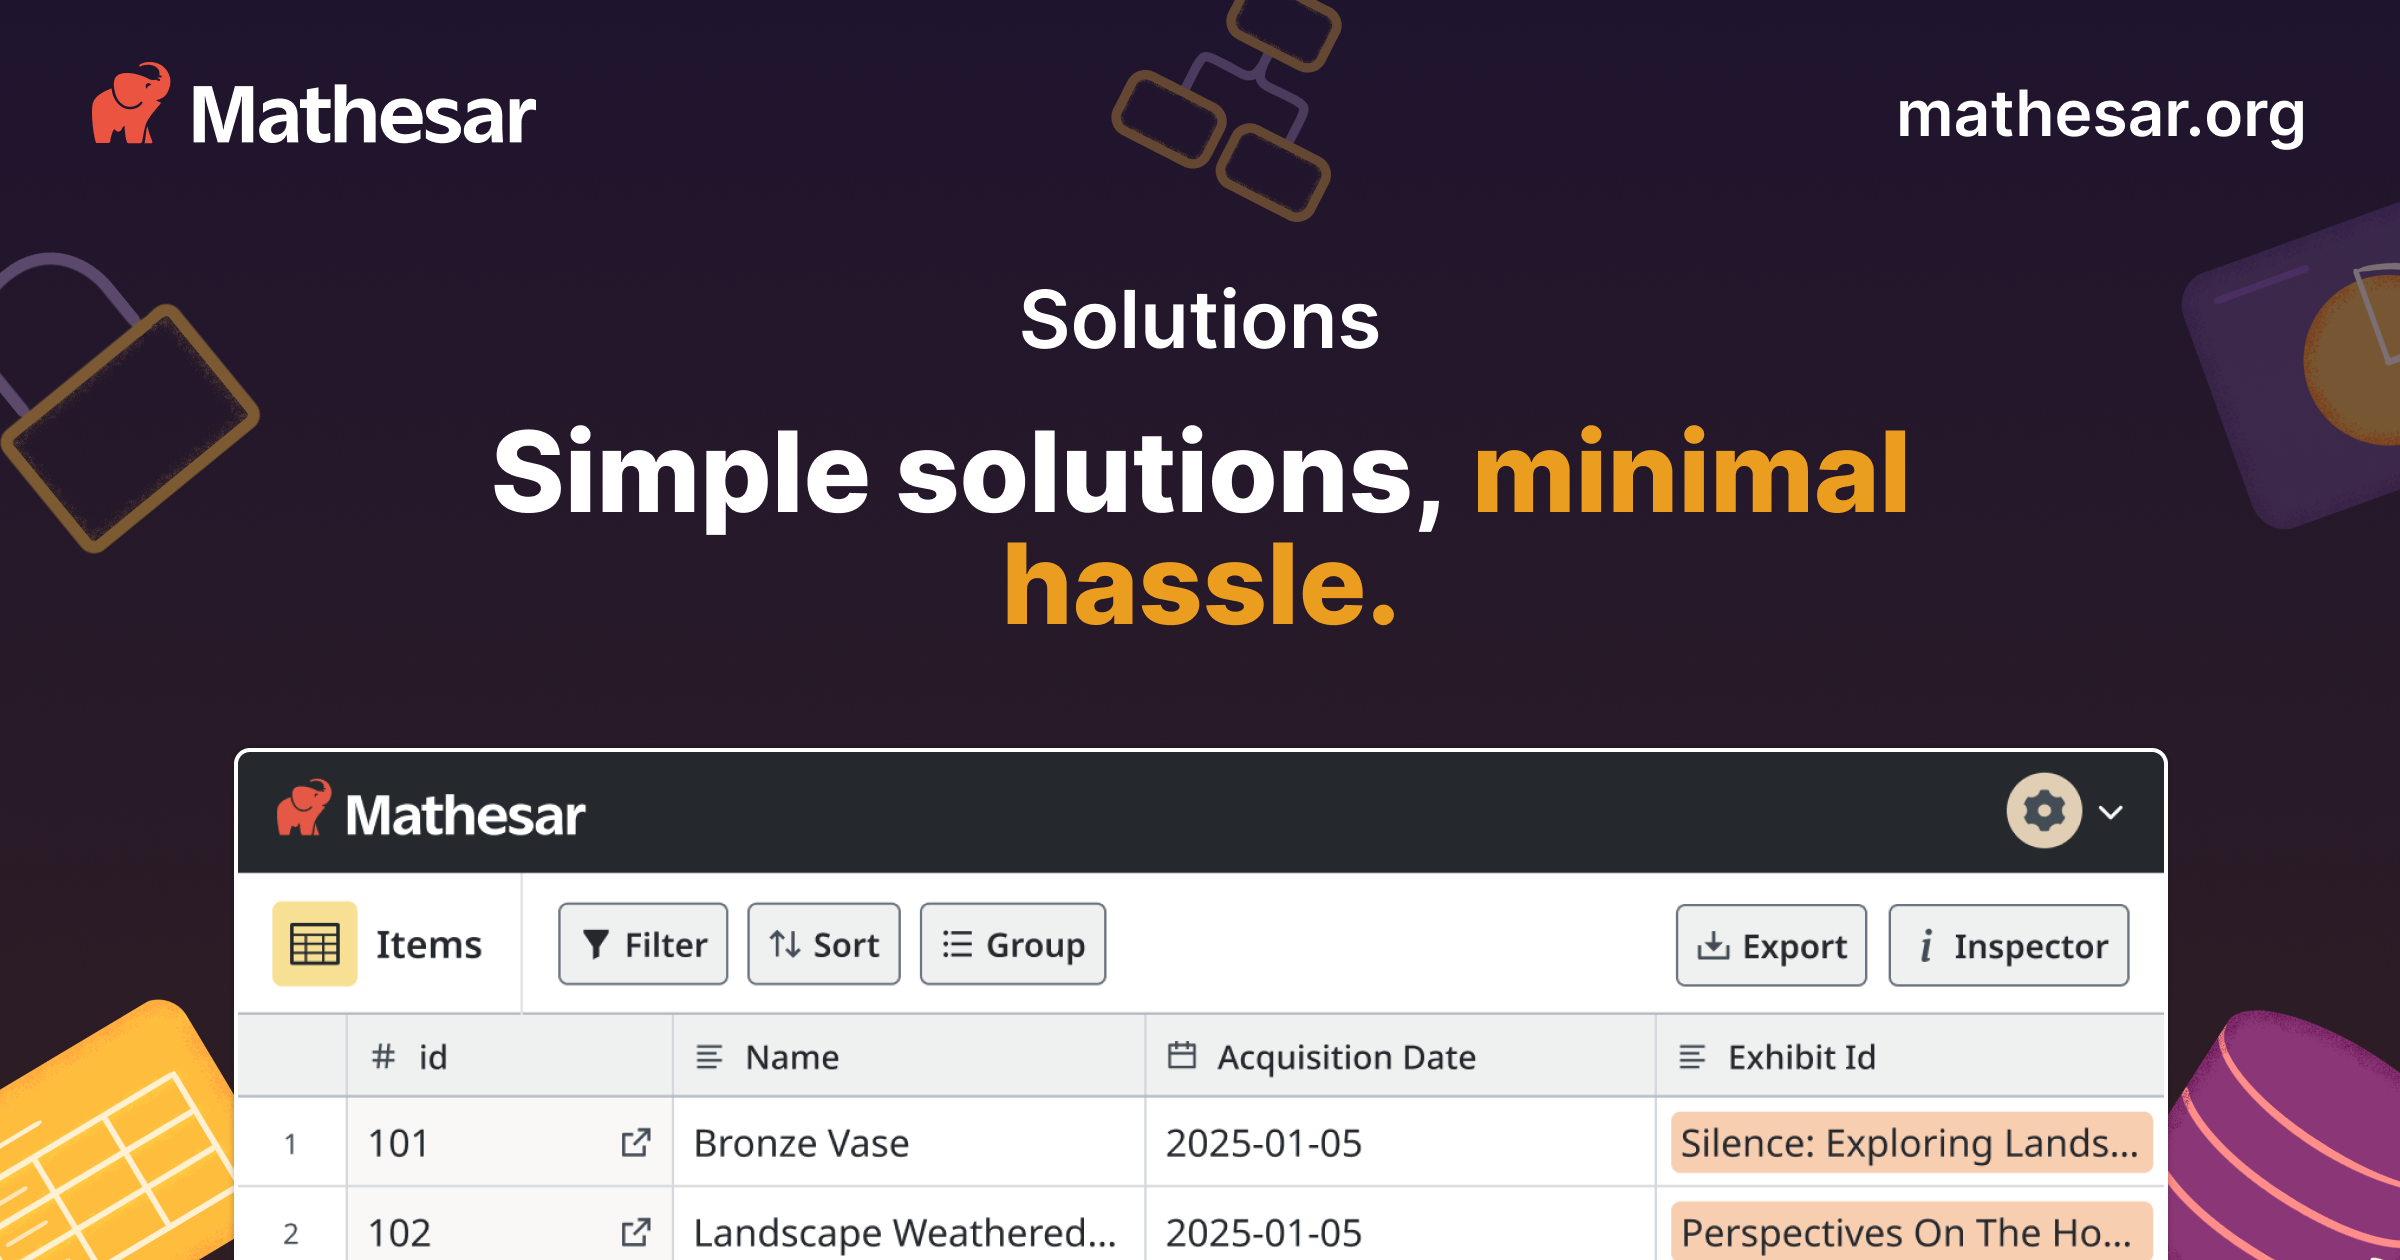 Mathesar
mathesar.org
Solutions
Simple solutions, minimal
hassle.
Mathesar
Items
Filter
Sort
Group
Export
Inspector
# id
Name
Acquisition Date
Exhibit Id
1
101
Bronze Vase
2025-01-05
Silence: Exploring Lands...
2
102
Landscape Weathered...
2025-01-05
Perspectives On The Ho...